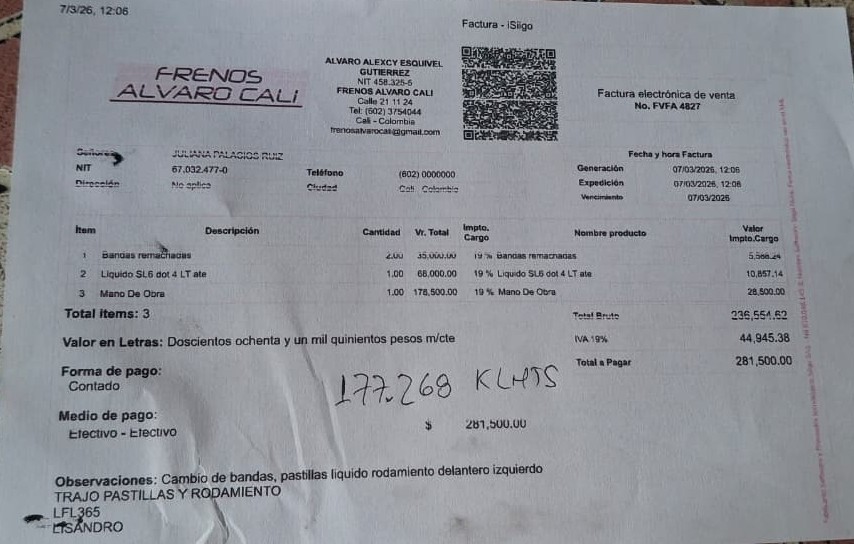 7/3/26, 12:06
Factura - iSiigo
FRENOS
ALVARO CALI
ALVARO ALEXCY ESQUIVEL
GUTIERREZ
NIT 458.325-6
FRENOS ALVARO CALI
Calle 21 11 24
Tel: (602) 3754044
Cali - Colombia
frenosalvarocali@gmail.com
Factura electrónica de venta
No. FVFA 4827
Señores JULIANA PALACIOS RUIZ
NIT 67.032.477-0
Dirección No aplica
Teléfono (602) 0000000
Ciudad Cali Colombia
Fecha y hora Factura
Generación 07/03/2026, 12:06
Expedición 07/03/2026, 12:06
Vencimiento 07/03/2026
Ítem Descripción Cantidad Vr. Total Impto. Cargo Nombre producto Valor Impto.Cargo
1 Bandas remachadas 2.00 35,000.00 19 % Bandas remachadas 5,588.24
2 Liquido SL6 dot 4 LT ate 1.00 68,000.00 19 % Liquido SL6 dot 4 LT ate 10,857.14
3 Mano De Obra 1.00 178,500.00 19 % Mano De Obra 28,500.00
Total items: 3
Total Bruto 236,554.62
Valor en Letras: Doscientos ochenta y un mil quinientos pesos m/cte
IVA 19% 44,945.38
Total a Pagar 281,500.00
Forma de pago:
Contado
177.268 KLMTS
Medio de pago:
Efectivo - Efectivo $ 281,500.00
Observaciones: Cambio de bandas, pastillas liquido rodamiento delantero izquierdo
TRAJO PASTILLAS Y RODAMIENTO
LFL365
LISANDRO